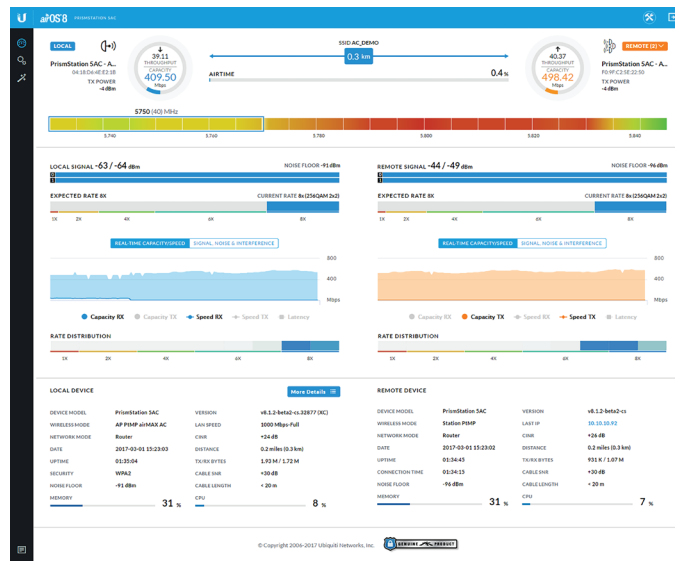 airOS 8 PRISMSTATION 5AC
LOCAL
PrismStation 5AC - A...
04:18:D6:4E:E2:1B
TX POWER
-4 dBm
39.11
THROUGHPUT
CAPACITY
409.50
Mbps
SSID AC_DEMO
0.3 km
AIRTIME 0.4 %
40.37
THROUGHPUT
CAPACITY
498.42
Mbps
REMOTE (2)
PrismStation 5AC - A...
F0:9F:C2:5E:22:50
TX POWER
-4 dBm
5750 (40) MHz
5,740 5,760 5,780 5,800 5,820 5,840
LOCAL SIGNAL -63 / -64 dBm NOISE FLOOR -91 dBm
0
1
EXPECTED RATE 8X CURRENT RATE 8x (256QAM 2x2)
1X 2X 4X 6X 8X
REAL-TIME CAPACITY/SPEED SIGNAL, NOISE & INTERFERENCE
800
400
Mbps
Capacity RX Capacity TX Speed RX Speed TX Latency
RATE DISTRIBUTION
1X 2X 4X 6X 8X
REMOTE SIGNAL -44 / -49 dBm NOISE FLOOR -96 dBm
0
1
EXPECTED RATE 8X CURRENT RATE 8x (256QAM 2x2)
1X 2X 4X 6X 8X
REAL-TIME CAPACITY/SPEED SIGNAL, NOISE & INTERFERENCE
800
400
Mbps
Capacity RX Capacity TX Speed RX Speed TX Latency
RATE DISTRIBUTION
1X 2X 4X 6X 8X
LOCAL DEVICE More Details
DEVICE MODEL PrismStation 5AC VERSION v8.1.2-beta2-cs.32877 (XC)
WIRELESS MODE AP PtMP airMAX AC LAN SPEED 1000 Mbps-Full
NETWORK MODE Router CINR +24 dB
DATE 2017-03-01 15:23:03 DISTANCE 0.2 miles (0.3 km)
UPTIME 01:35:04 TX/RX BYTES 1.93 M / 1.72 M
SECURITY WPA2 CABLE SNR +30 dB
NOISE FLOOR -91 dBm CABLE LENGTH < 20 m
MEMORY 31 % CPU 8 %
REMOTE DEVICE
DEVICE MODEL PrismStation 5AC VERSION v8.1.2-beta2-cs
WIRELESS MODE Station PtMP LAST IP 10.10.10.92
NETWORK MODE Router CINR +26 dB
DATE 2017-03-01 15:23:02 DISTANCE 0.2 miles (0.3 km)
UPTIME 01:34:45 TX/RX BYTES 931 K / 1.07 M
CONNECTION TIME 01:34:15 CABLE SNR +30 dB
NOISE FLOOR -96 dBm CABLE LENGTH < 20 m
MEMORY 31 % CPU 7 %
© Copyright 2006-2017 Ubiquiti Networks, Inc. GENUINE PRODUCT